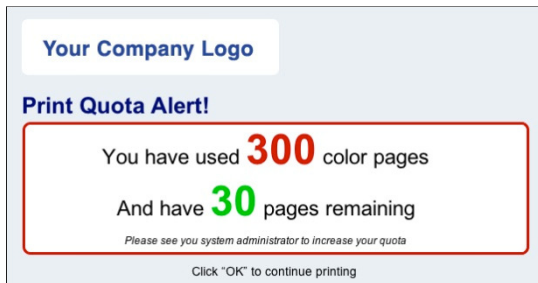 Your Company Logo
Print Quota Alert!
You have used 300 color pages
And have 30 pages remaining
Please see you system administrator to increase your quota
Click “OK” to continue printing